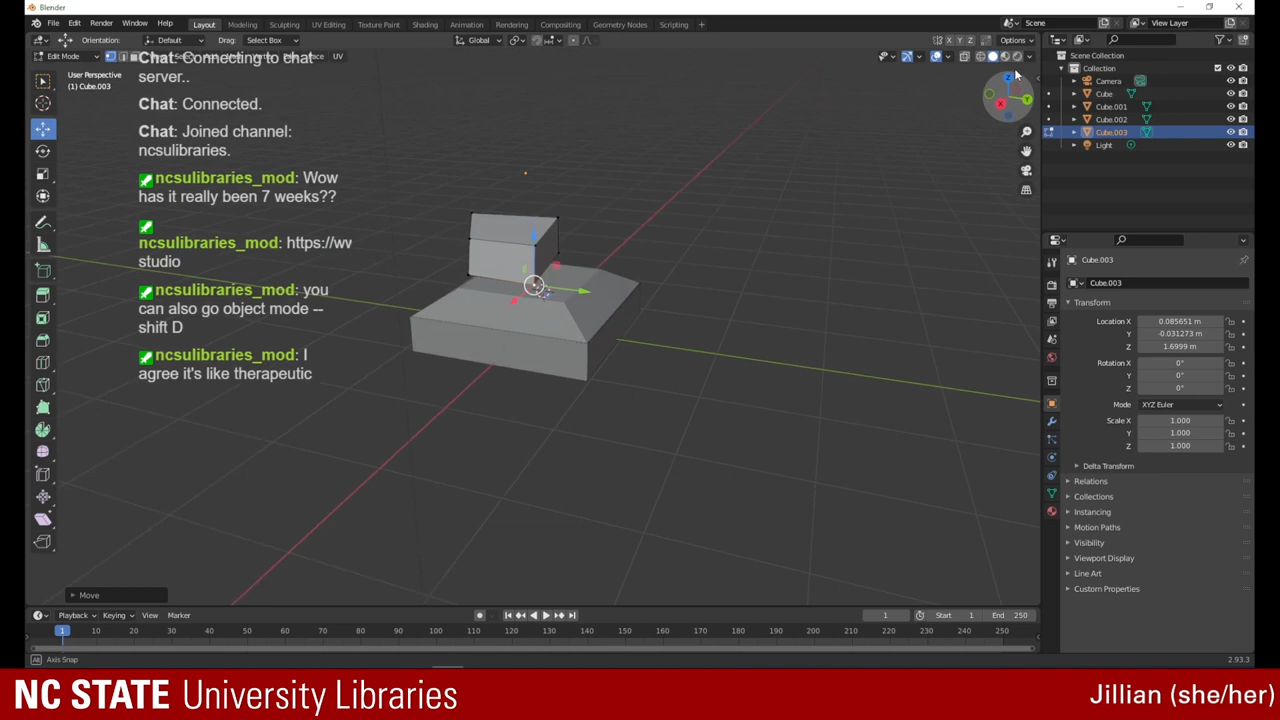 Blender
File Edit Render Window Help Layout Modeling Sculpting UV Editing Texture Paint Shading Animation Rendering Compositing Geometry Nodes Scripting + Scene View Layer
Orientation: Default Drag: Select Box Global X Y Z Options
Edit Mode UV
Chat: Connecting to chat
server..
Chat: Connected.
Chat: Joined channel:
ncsulibraries.
ncsulibraries_mod: Wow
has it really been 7 weeks??
ncsulibraries_mod: https://ww
studio
ncsulibraries_mod: you
can also go object mode --
shift D
ncsulibraries_mod: I
agree it's like therapeutic
User Perspective
(1) Cube.003
Z
Y
X
Scene Collection
Collection
Camera
Cube
Cube.001
Cube.002
Cube.003
Light
Cube.003
Cube.003
Transform
Location X 0.085651 m
Y -0.031273 m
Z 1.6999 m
Rotation X 0°
Y 0°
Z 0°
Mode XYZ Euler
Scale X 1.000
Y 1.000
Z 1.000
Delta Transform
Relations
Collections
Instancing
Motion Paths
Visibility
Viewport Display
Line Art
Custom Properties
Move
Playback Keying View Marker 1 Start 1 End 250
1 10 20 30 40 50 60 70 80 90 100 110 120 130 140 150 160 170 180 190 200 210 220 230 240 250
Axis Snap 2.93.3
NC STATE University Libraries Jillian (she/her)